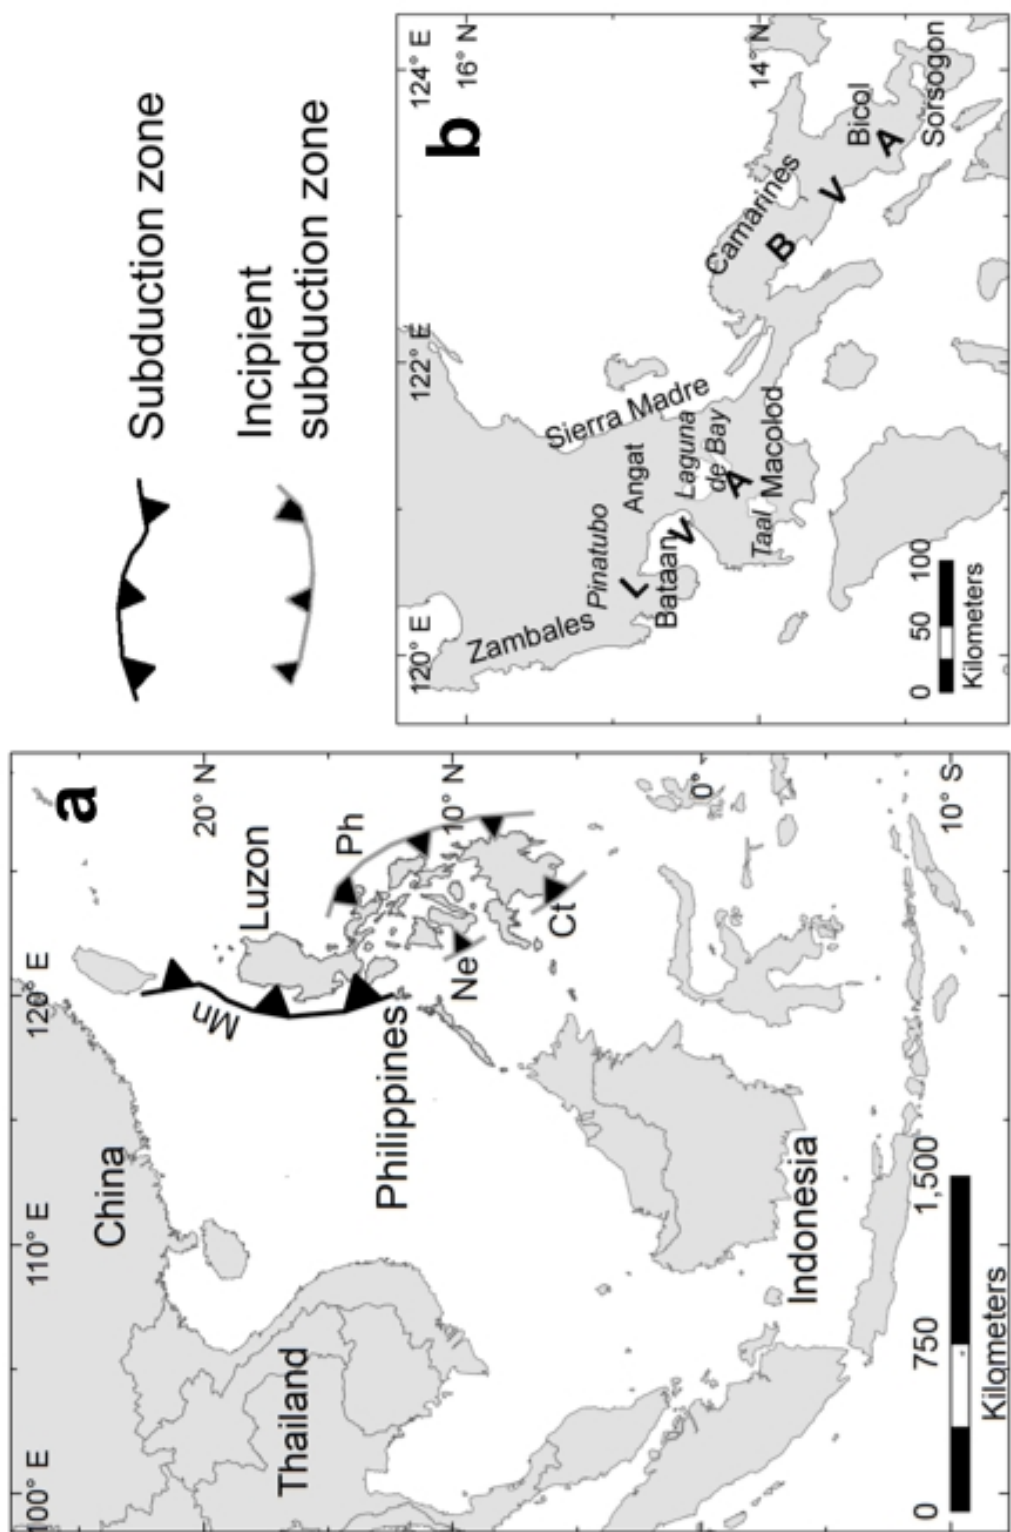 a
100° E
110° E
120° E
China
20° N
Thailand
Mn
Luzon
Philippines
Ph
10° N
Ne
Ct
Indonesia
0°
10° S
0
750
1,500
Kilometers
Subduction zone
Incipient
subduction zone
b
120° E
122° E
124° E
16° N
Zambales
Sierra Madre
Pinatubo
Angat
L
Bataan
V
Laguna
de Bay
A
Taal
Macolod
14° N
Camarines
B
V
A
Bicol
Sorsogon
0
50
100
Kilometers